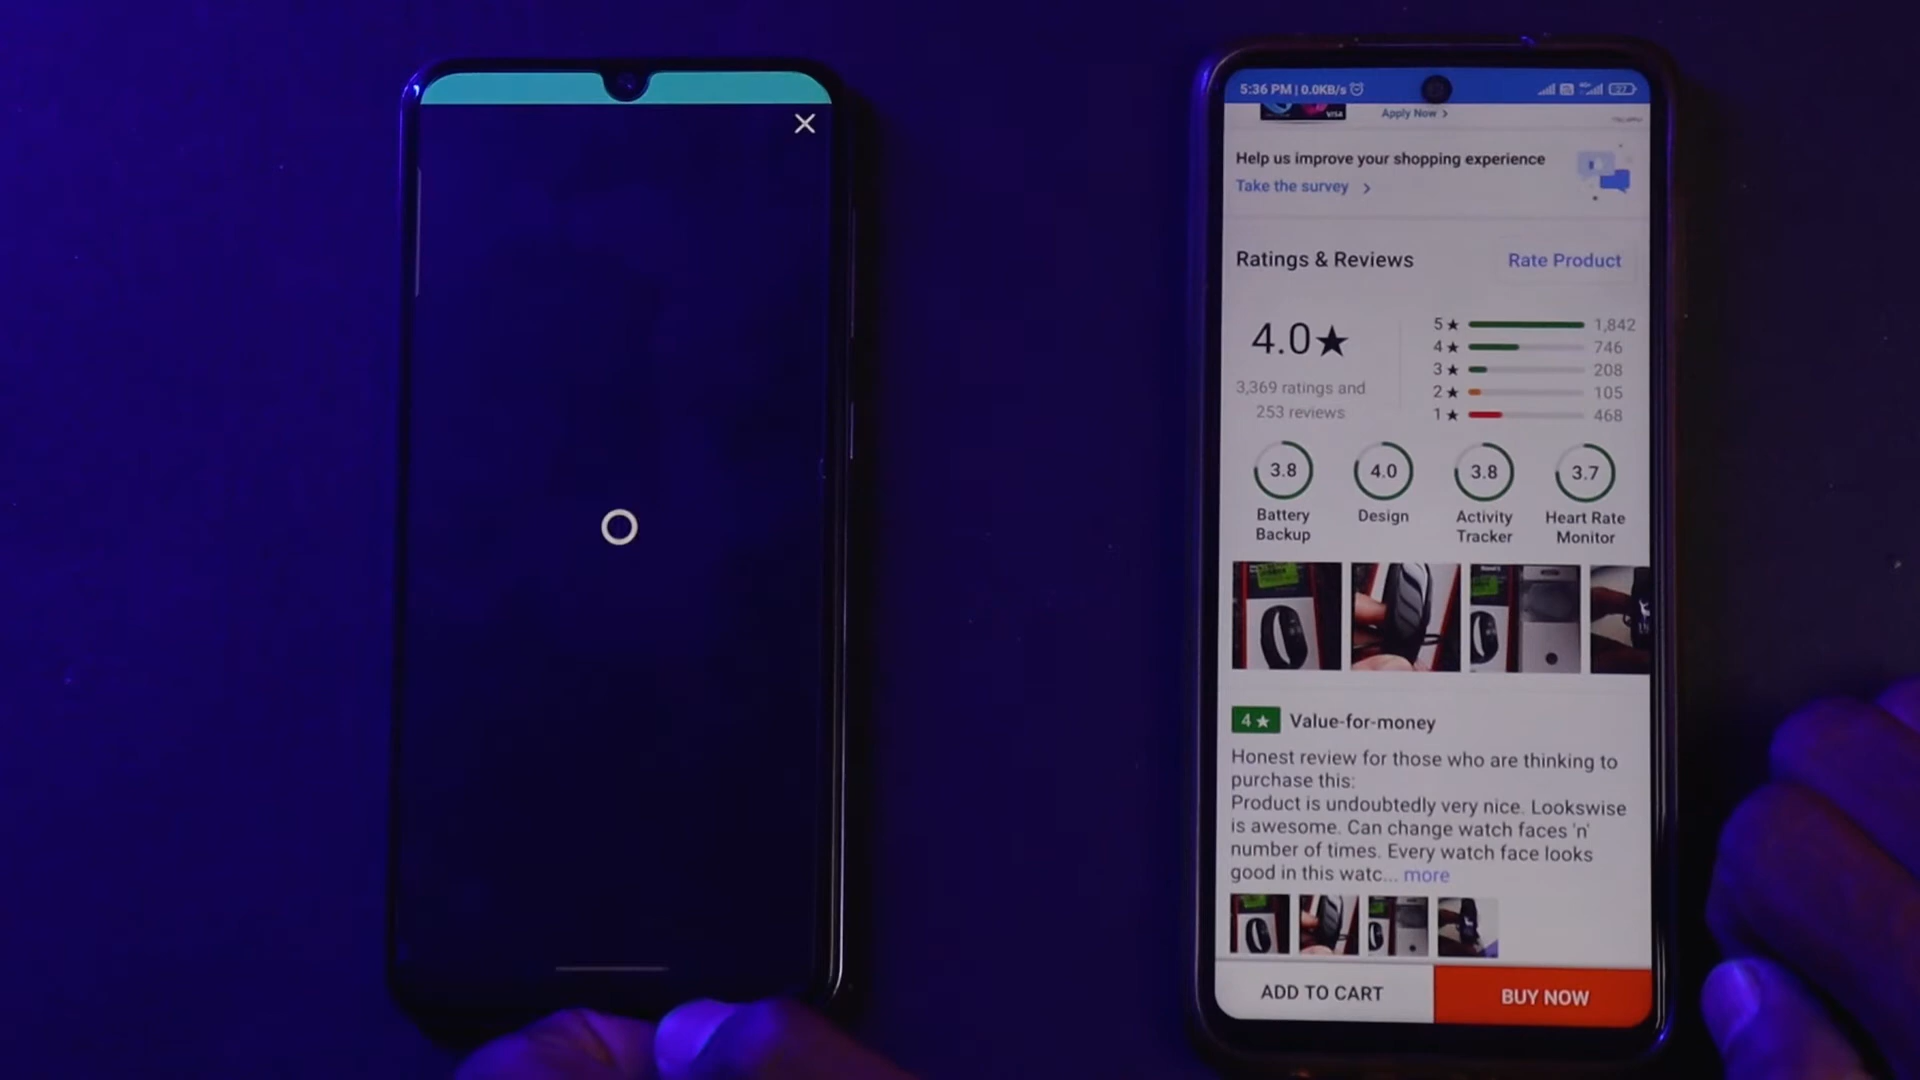 5:36 PM | 0.0KB/s
27
VISA
Apply Now >
Help us improve your shopping experience
Take the survey >
Ratings & Reviews
Rate Product
4.0★
3,369 ratings and
253 reviews
5★ 1,842
4★ 746
3★ 208
2★ 105
1★ 468
3.8 4.0 3.8 3.7
Battery Backup
Design
Activity Tracker
Heart Rate Monitor
4★ Value-for-money
Honest review for those who are thinking to
purchase this:
Product is undoubtedly very nice. Lookswise
is awesome. Can change watch faces 'n'
number of times. Every watch face looks
good in this watc... more
ADD TO CART
BUY NOW